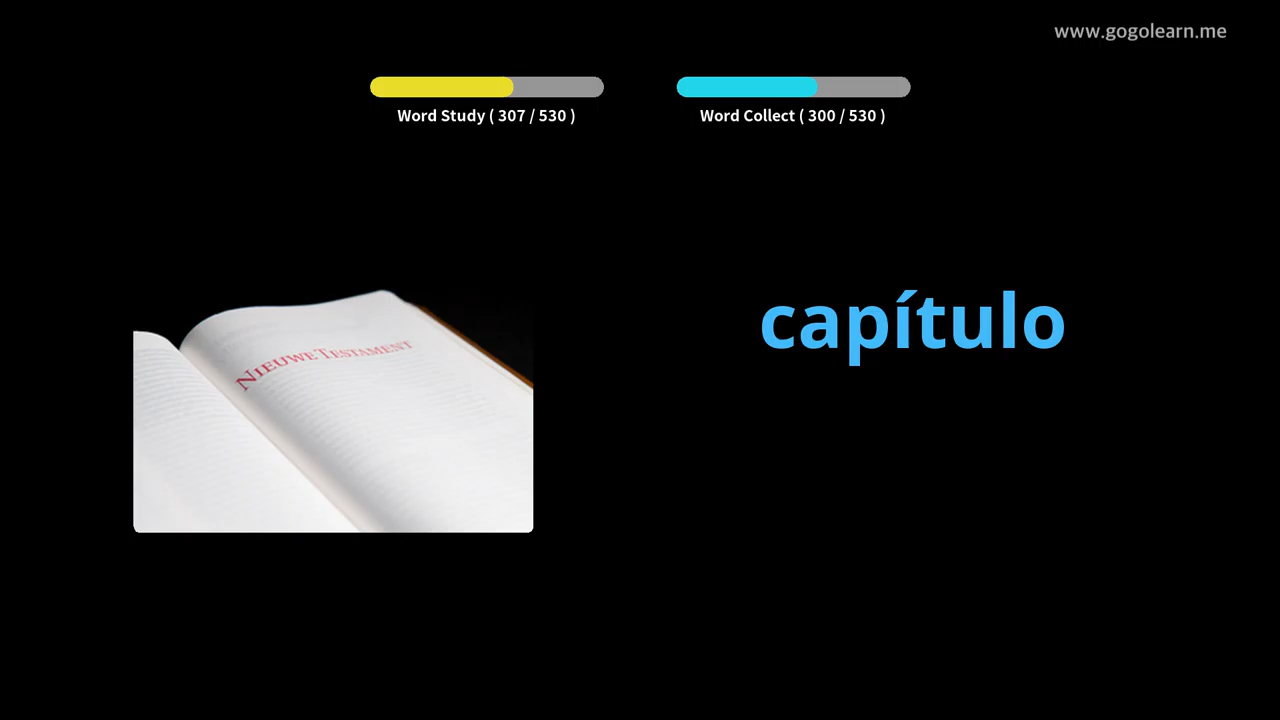 www.gogolearn.me
Word Study ( 307 / 530 )
Word Collect ( 300 / 530 )
capítulo
NIEUWE TESTAMENT